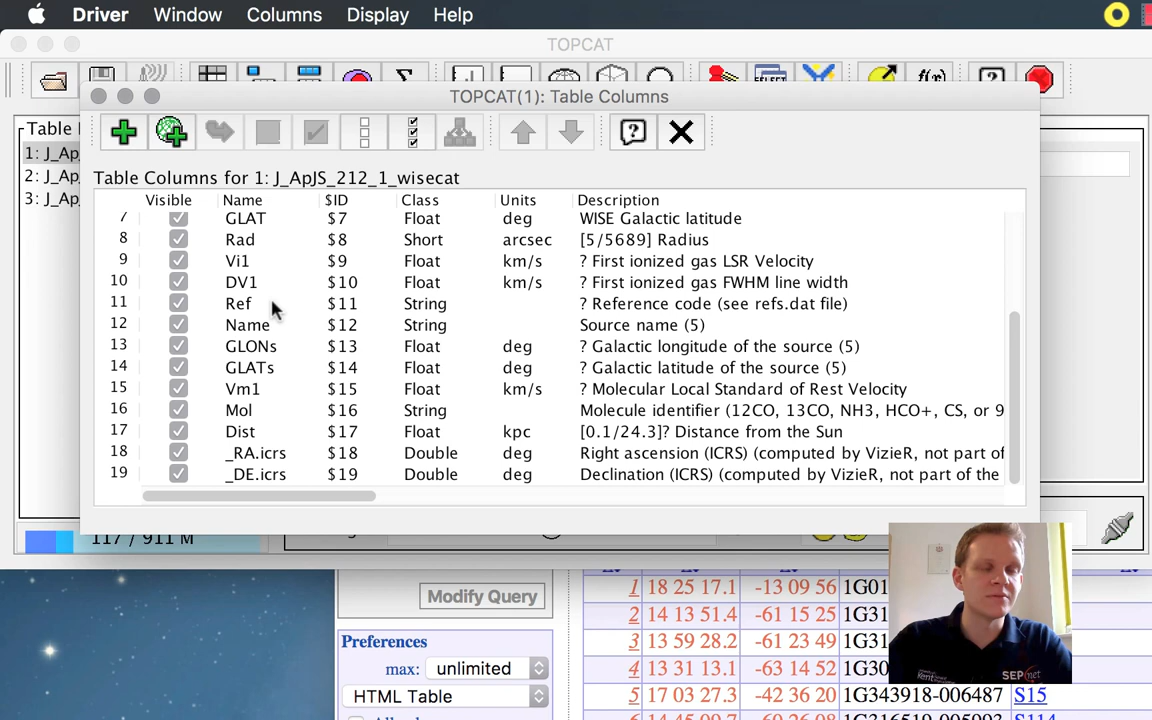 Driver Window Columns Display Help
TOPCAT
TOPCAT(1): Table Columns
Table
1: J_Ap
2: J_Ap
3: J_Ap
Table Columns for 1: J_ApJS_212_1_wisecat
Visible Name $ID Class Units Description
7 GLAT $7 Float deg WISE Galactic latitude
8 Rad $8 Short arcsec [5/5689] Radius
9 Vi1 $9 Float km/s ? First ionized gas LSR Velocity
10 DV1 $10 Float km/s ? First ionized gas FWHM line width
11 Ref $11 String ? Reference code (see refs.dat file)
12 Name $12 String Source name (5)
13 GLONs $13 Float deg ? Galactic longitude of the source (5)
14 GLATs $14 Float deg ? Galactic latitude of the source (5)
15 Vm1 $15 Float km/s ? Molecular Local Standard of Rest Velocity
16 Mol $16 String Molecule identifier (12CO, 13CO, NH3, HCO+, CS, or 9
17 Dist $17 Float kpc [0.1/24.3]? Distance from the Sun
18 _RA.icrs $18 Double deg Right ascension (ICRS) (computed by VizieR, not part of
19 _DE.icrs $19 Double deg Declination (ICRS) (computed by VizieR, not part of the
117 / 911 M
Modify Query
Preferences
max: unlimited
HTML Table
1 18 25 17.1 -13 09 56 1G01
2 14 13 51.4 -61 15 25 1G31
3 13 59 28.2 -61 23 49 1G31
4 13 31 13.1 -63 14 52 1G30
5 17 03 27.3 -42 36 20 1G343918-006487 S15
Kent
SEPnet